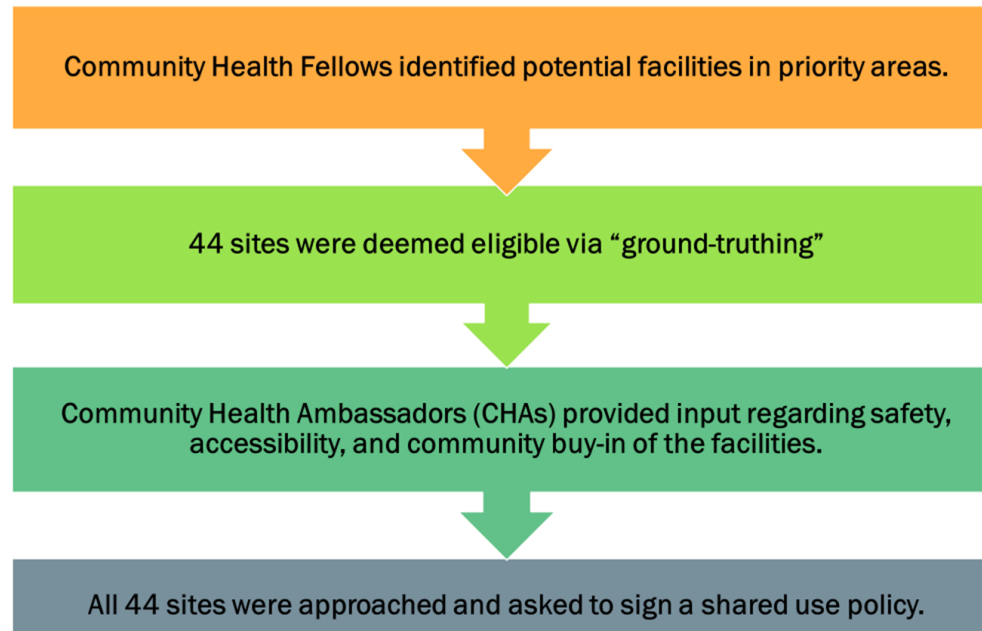 Community Health Fellows identified potential facilities in priority areas.
44 sites were deemed eligible via “ground-truthing”
Community Health Ambassadors (CHAs) provided input regarding safety,
accessibility, and community buy-in of the facilities.
All 44 sites were approached and asked to sign a shared use policy.